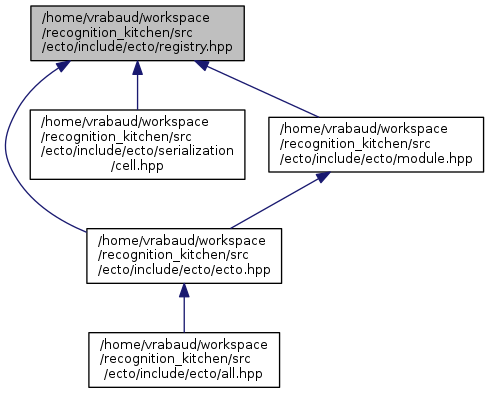 /home/vrabaud/workspace
/recognition_kitchen/src
/ecto/include/ecto/registry.hpp
/home/vrabaud/workspace
/recognition_kitchen/src
/ecto/include/ecto/serialization
/cell.hpp
/home/vrabaud/workspace
/recognition_kitchen/src
/ecto/include/ecto/module.hpp
/home/vrabaud/workspace
/recognition_kitchen/src
/ecto/include/ecto/ecto.hpp
/home/vrabaud/workspace
/recognition_kitchen/src
/ecto/include/ecto/all.hpp